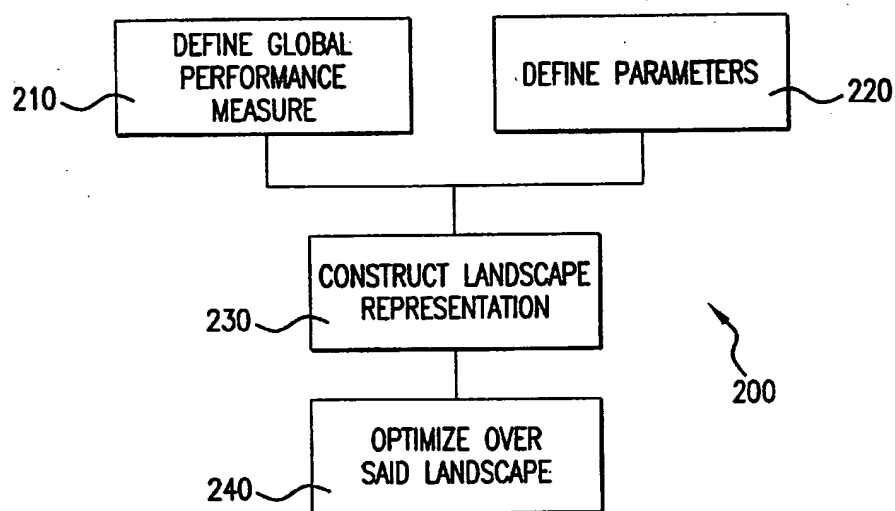 DEFINE GLOBAL
PERFORMANCE
MEASURE
210
DEFINE PARAMETERS
220
CONSTRUCT LANDSCAPE
REPRESENTATION
230
200
OPTIMIZE OVER
SAID LANDSCAPE
240